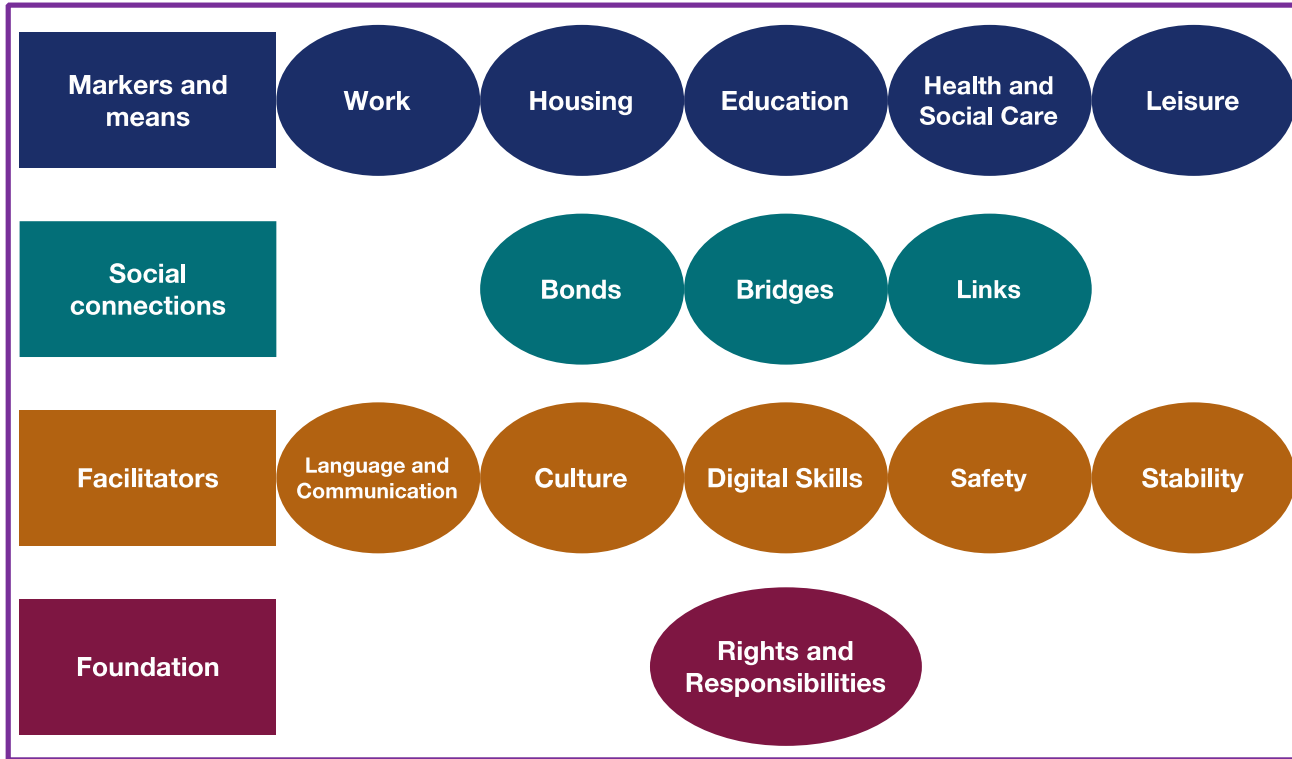 Markers and
means
Work
Housing
Education
Health and
Social Care
Leisure
Social
connections
Bonds
Bridges
Links
Facilitators
Language and
Communication
Culture
Digital Skills
Safety
Stability
Foundation
Rights and
Responsibilities